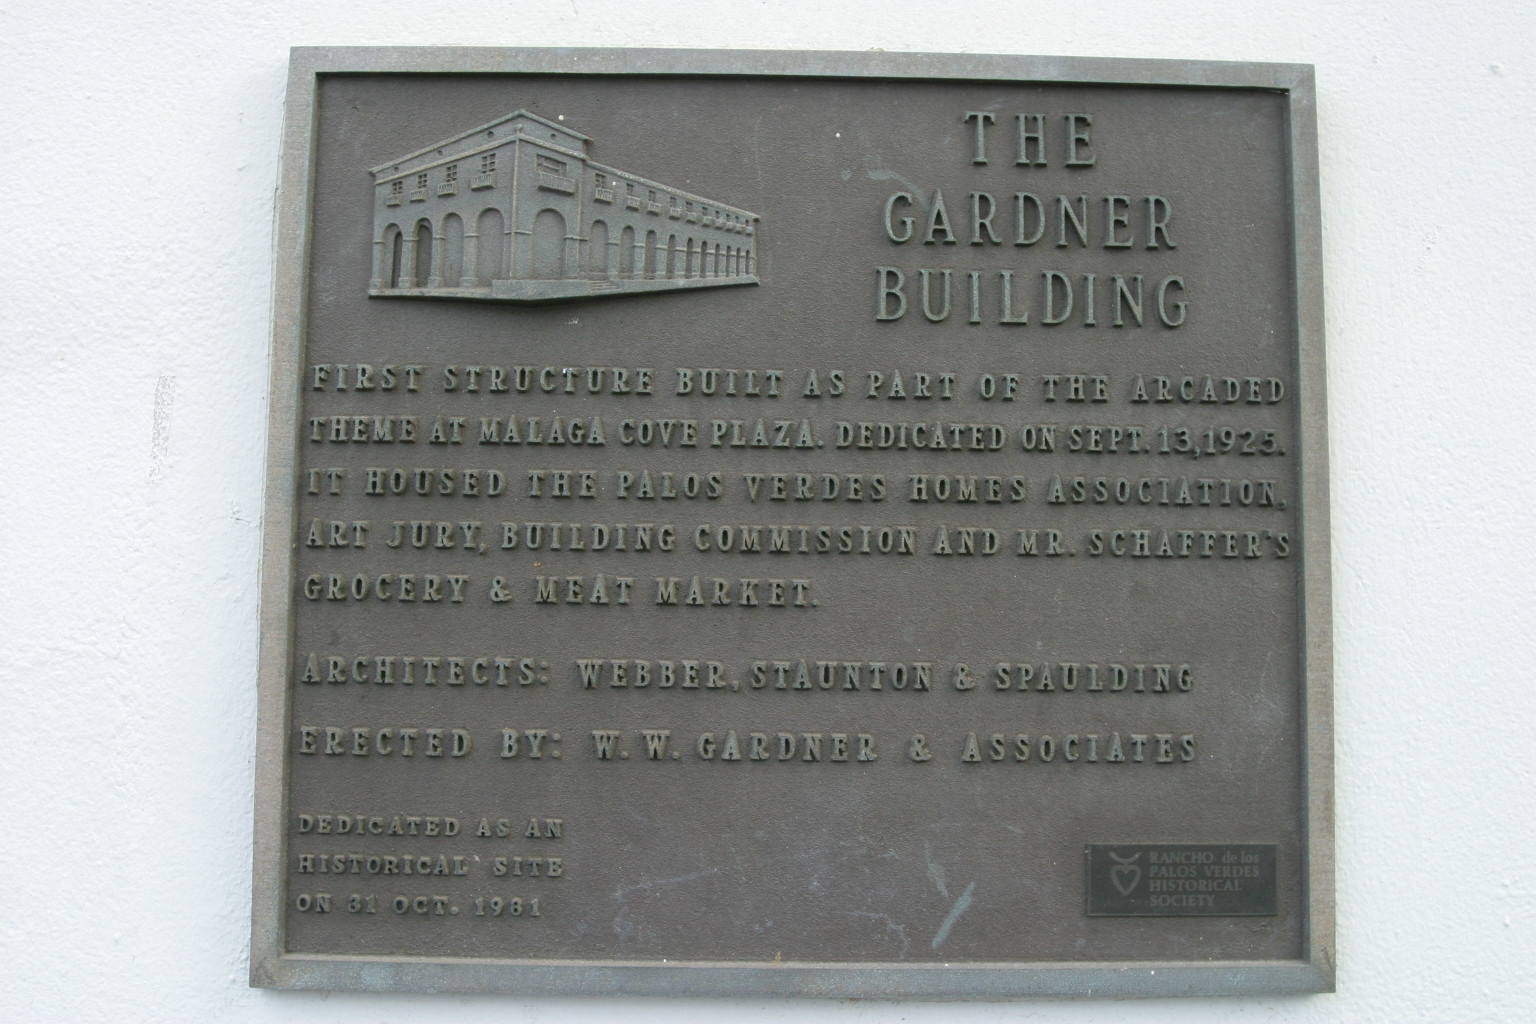 THE
GARDNER
BUILDING
FIRST STRUCTURE BUILT AS PART OF THE ARCADED
THEME AT MALAGA COVE PLAZA. DEDICATED ON SEPT. 13,1925.
IT HOUSED THE PALOS VERDES HOMES ASSOCIATION,
ART JURY, BUILDING COMMISSION AND MR. SCHAFFER'S
GROCERY & MEAT MARKET.
ARCHITECTS: WEBBER, STAUNTON & SPAULDING
ERECTED BY: W. W. GARDNER & ASSOCIATES
DEDICATED AS AN
HISTORICAL SITE
ON 31 OCT. 1981
RANCHO de los
PALOS VERDES
HISTORICAL
SOCIETY